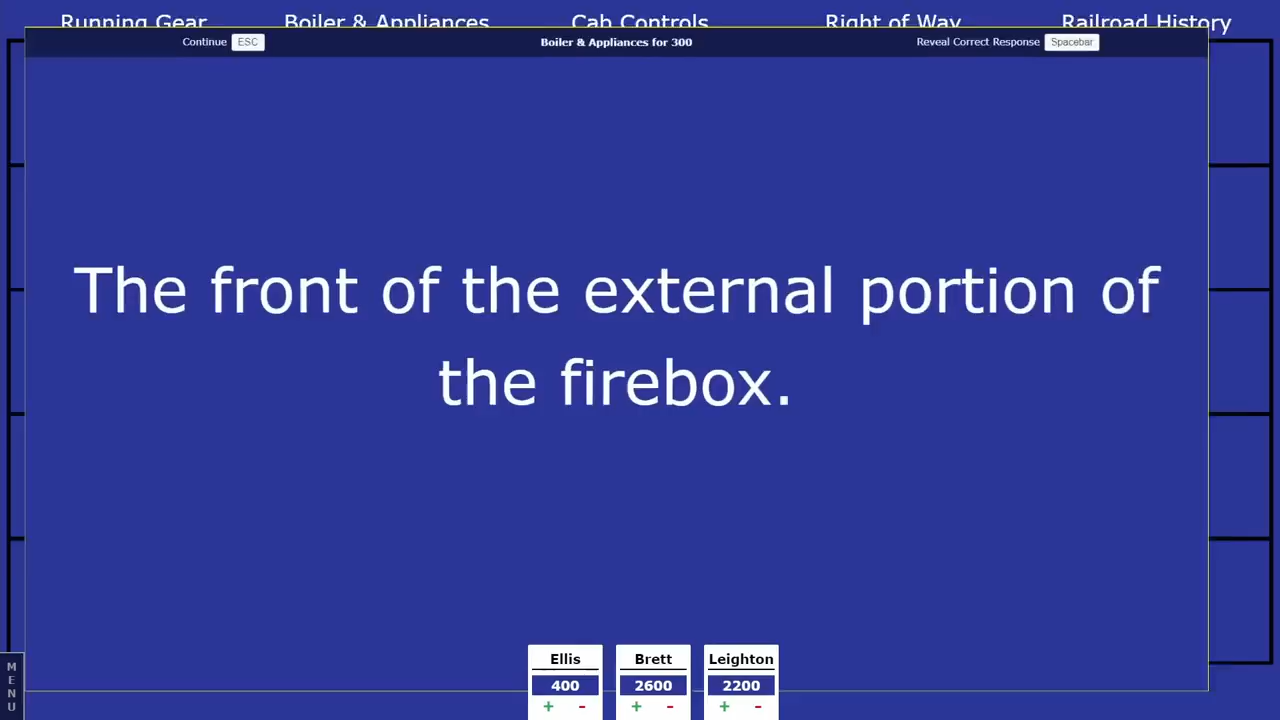 Running Gear Boiler & Appliances Cab Controls Right of Way Railroad History
Continue ESC Boiler & Appliances for 300 Reveal Correct Response Spacebar
The front of the external portion of
the firebox.
MENU
Ellis Brett Leighton
400 2600 2200
+ - + - + -